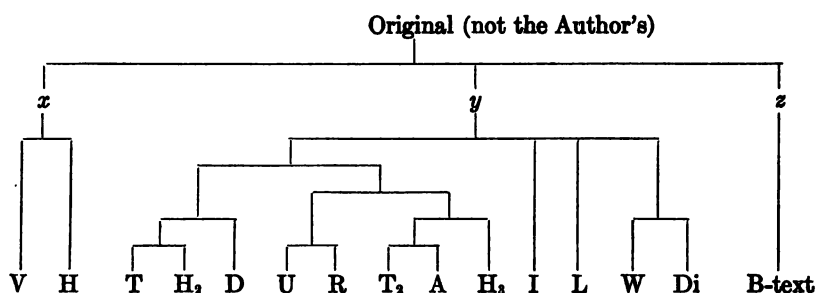 Original (not the Author's)
x y z
V H T H₂ D U R T₂ A H₃ I L W Di B-text